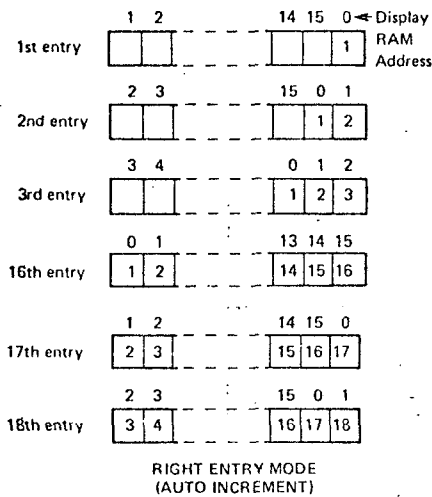 1 2 14 15 0 Display
1st entry 1 RAM
Address
2 3 15 0 1
2nd entry 1 2
3 4 0 1 2
3rd entry 1 2 3
0 1 13 14 15
16th entry 1 2 14 15 16
1 2 14 15 0
17th entry 2 3 15 16 17
2 3 15 0 1
18th entry 3 4 16 17 18
RIGHT ENTRY MODE
(AUTO INCREMENT)